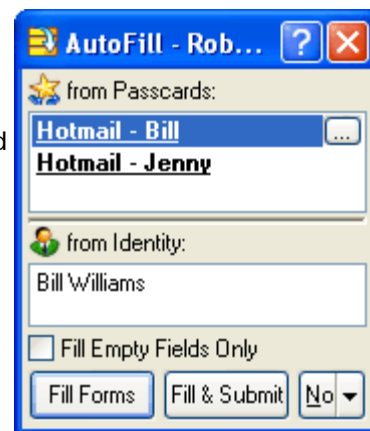 AutoFill - Rob...
from Passcards:
Hotmail - Bill ...
Hotmail - Jenny
from Identity:
Bill Williams
Fill Empty Fields Only
Fill Forms Fill & Submit No